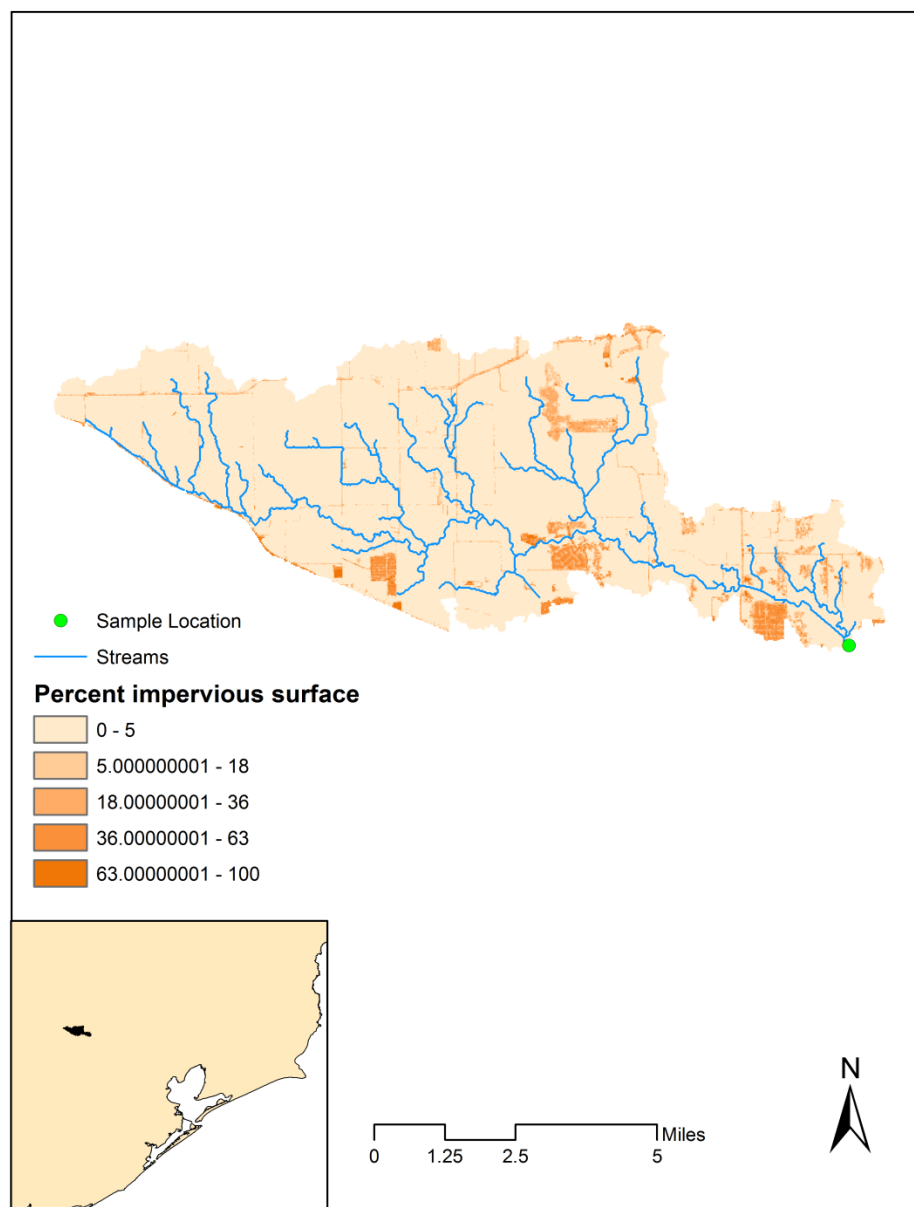 Sample Location
Streams
Percent impervious surface
0 - 5
5.000000001 - 18
18.00000001 - 36
36.00000001 - 63
63.00000001 - 100
N
Miles
0 1.25 2.5 5